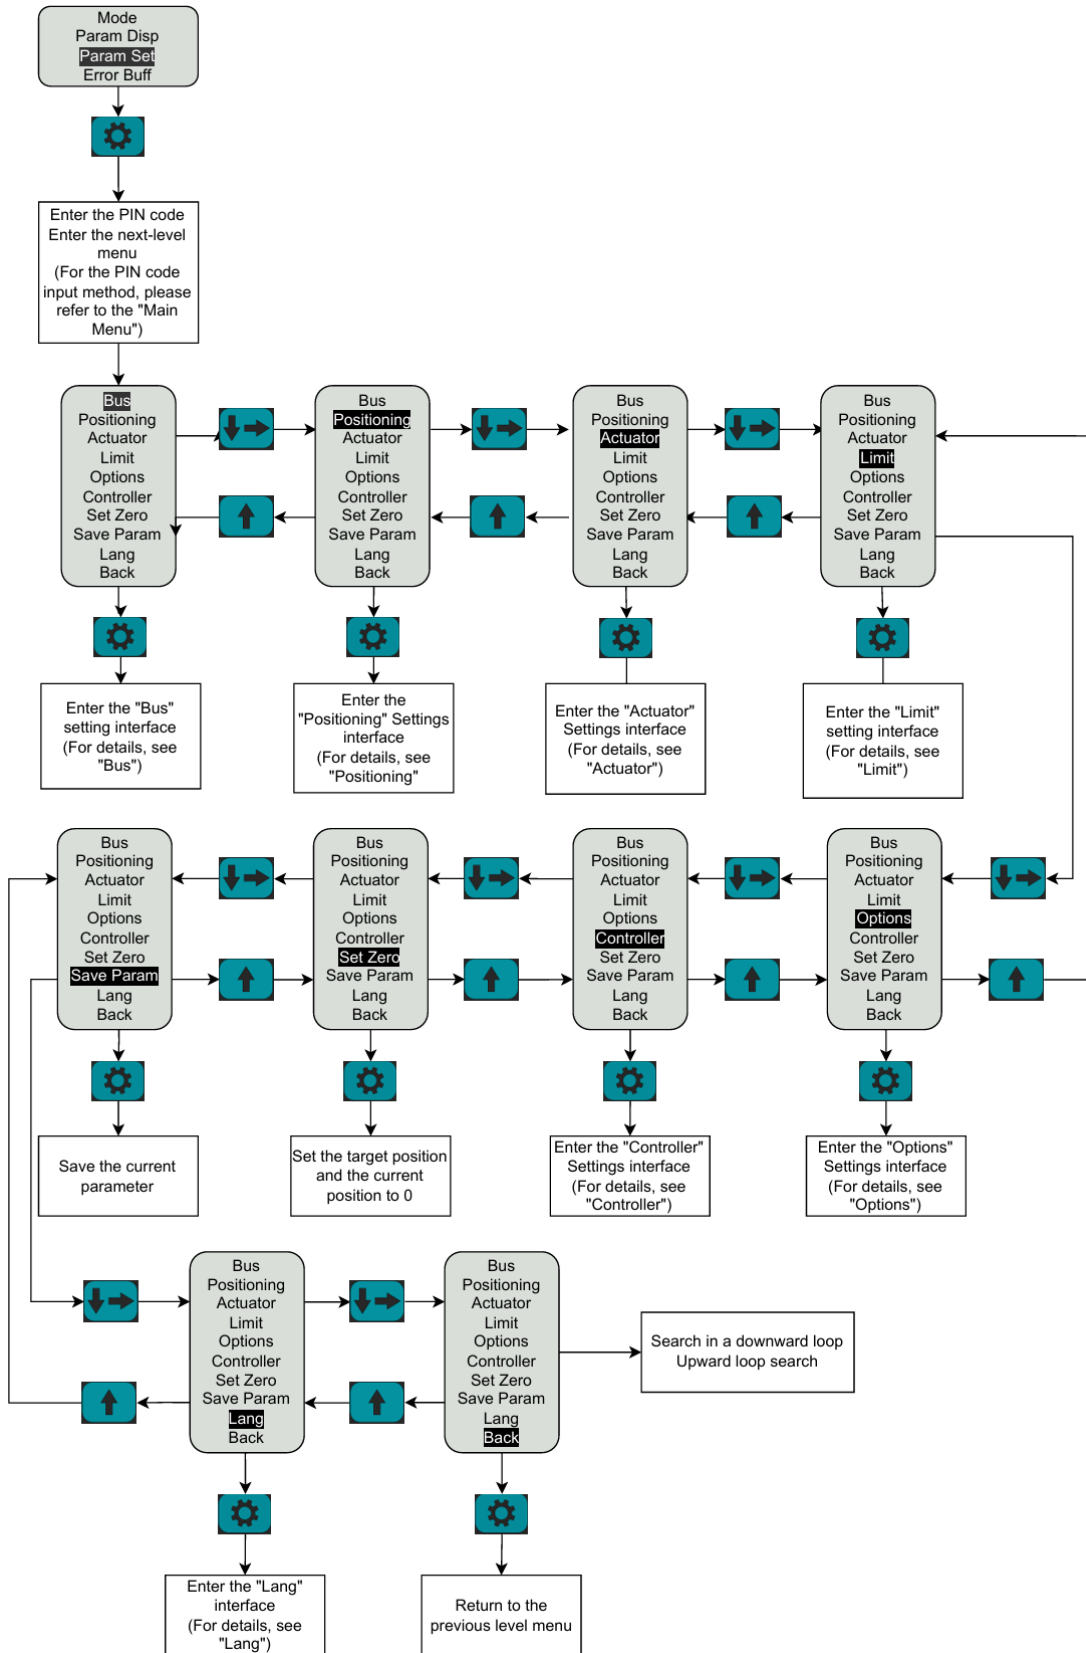 Mode
Param Disp
Param Set
Error Buff
Enter the PIN code
Enter the next-level
menu
(For the PIN code
input method, please
refer to the "Main
Menu")
Bus
Positioning
Actuator
Limit
Options
Controller
Set Zero
Save Param
Lang
Back
Bus
Positioning
Actuator
Limit
Options
Controller
Set Zero
Save Param
Lang
Back
Bus
Positioning
Actuator
Limit
Options
Controller
Set Zero
Save Param
Lang
Back
Bus
Positioning
Actuator
Limit
Options
Controller
Set Zero
Save Param
Lang
Back
Enter the "Bus"
setting interface
(For details, see
"Bus")
Enter the
"Positioning" Settings
interface
(For details, see
"Positioning"
Enter the "Actuator"
Settings interface
(For details, see
"Actuator")
Enter the "Limit"
setting interface
(For details, see
"Limit")
Bus
Positioning
Actuator
Limit
Options
Controller
Set Zero
Save Param
Lang
Back
Bus
Positioning
Actuator
Limit
Options
Controller
Set Zero
Save Param
Lang
Back
Bus
Positioning
Actuator
Limit
Options
Controller
Set Zero
Save Param
Lang
Back
Bus
Positioning
Actuator
Limit
Options
Controller
Set Zero
Save Param
Lang
Back
Save the current
parameter
Set the target position
and the current
position to 0
Enter the "Controller"
Settings interface
(For details, see
"Controller")
Enter the "Options"
Settings interface
(For details, see
"Options")
Bus
Positioning
Actuator
Limit
Options
Controller
Set Zero
Save Param
Lang
Back
Bus
Positioning
Actuator
Limit
Options
Controller
Set Zero
Save Param
Lang
Back
Search in a downward loop
Upward loop search
Enter the "Lang"
interface
(For details, see
"Lang")
Return to the
previous level menu